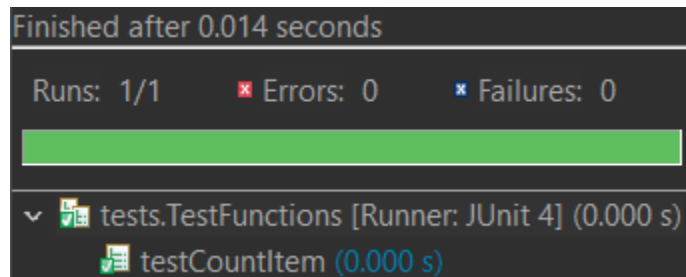 Finished after 0.014 seconds
Runs: 1/1 Errors: 0 Failures: 0
tests.TestFunctions [Runner: JUnit 4] (0.000 s)
testCountItem (0.000 s)